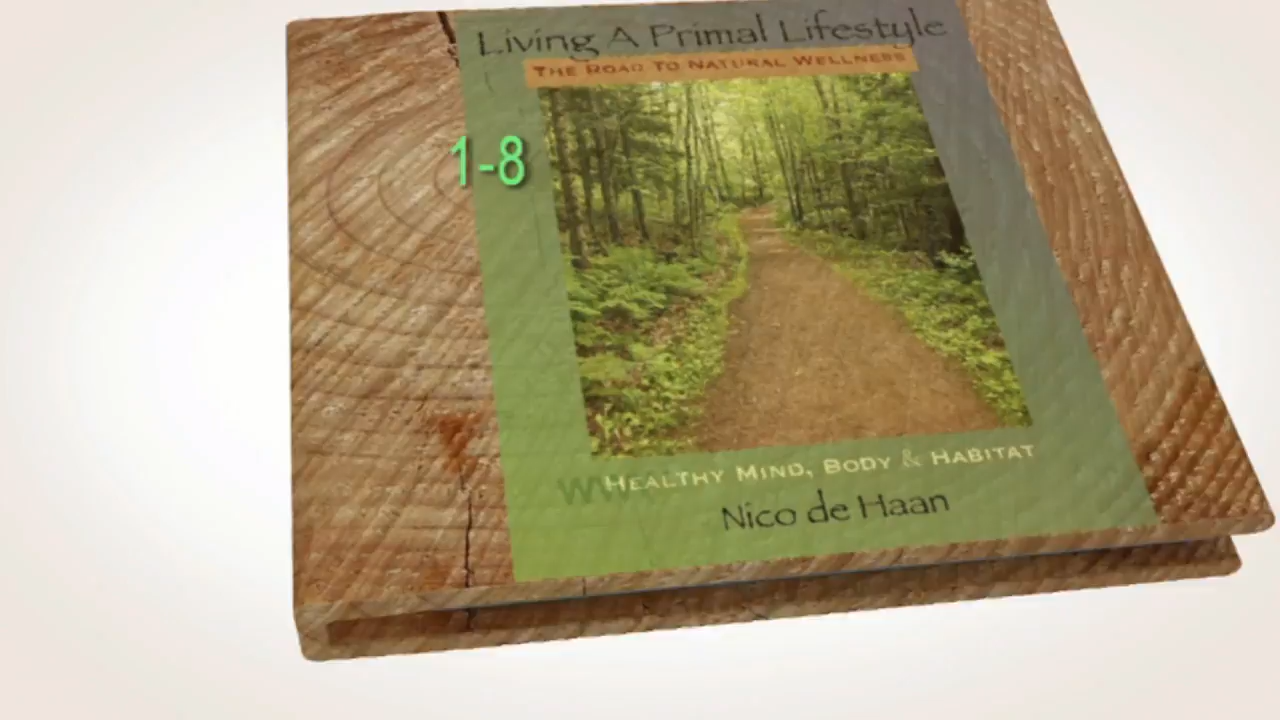 Living A Primal Lifestyle
The Road To Natural Wellness
1-8
Healthy Mind, Body & Habitat
Nico de Haan